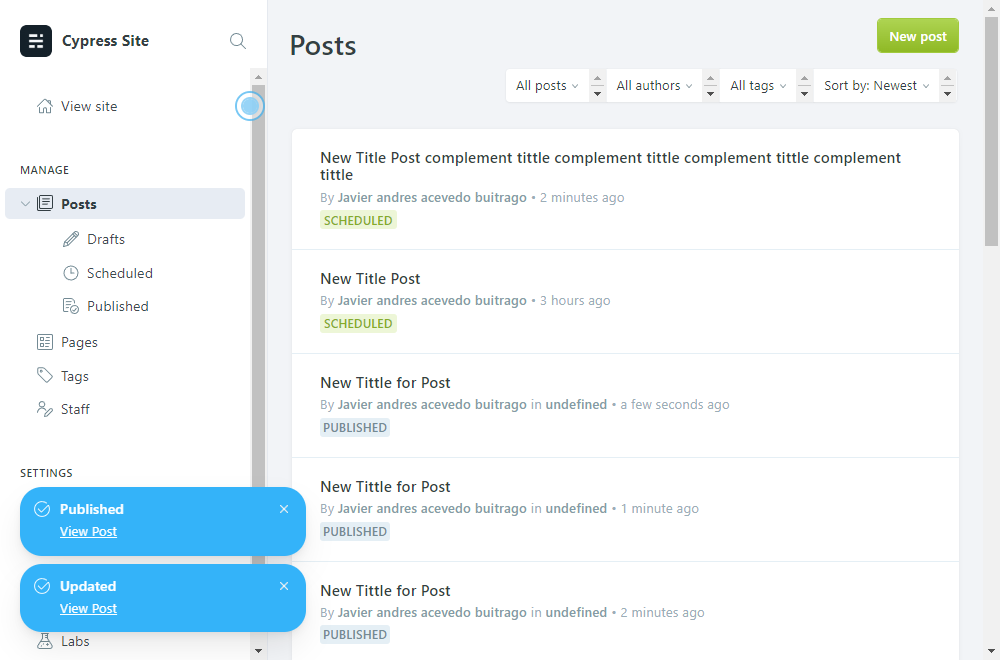 Cypress Site
View site
MANAGE
Posts
Drafts
Scheduled
Published
Pages
Tags
Staff
SETTINGS
Published
View Post
Updated
View Post
Labs
Posts
New post
All posts
All authors
All tags
Sort by: Newest
New Title Post complement tittle complement tittle complement tittle complement
tittle
By Javier andres acevedo buitrago • 2 minutes ago
SCHEDULED
New Title Post
By Javier andres acevedo buitrago • 3 hours ago
SCHEDULED
New Tittle for Post
By Javier andres acevedo buitrago in undefined • a few seconds ago
PUBLISHED
New Tittle for Post
By Javier andres acevedo buitrago in undefined • 1 minute ago
PUBLISHED
New Tittle for Post
By Javier andres acevedo buitrago in undefined • 2 minutes ago
PUBLISHED